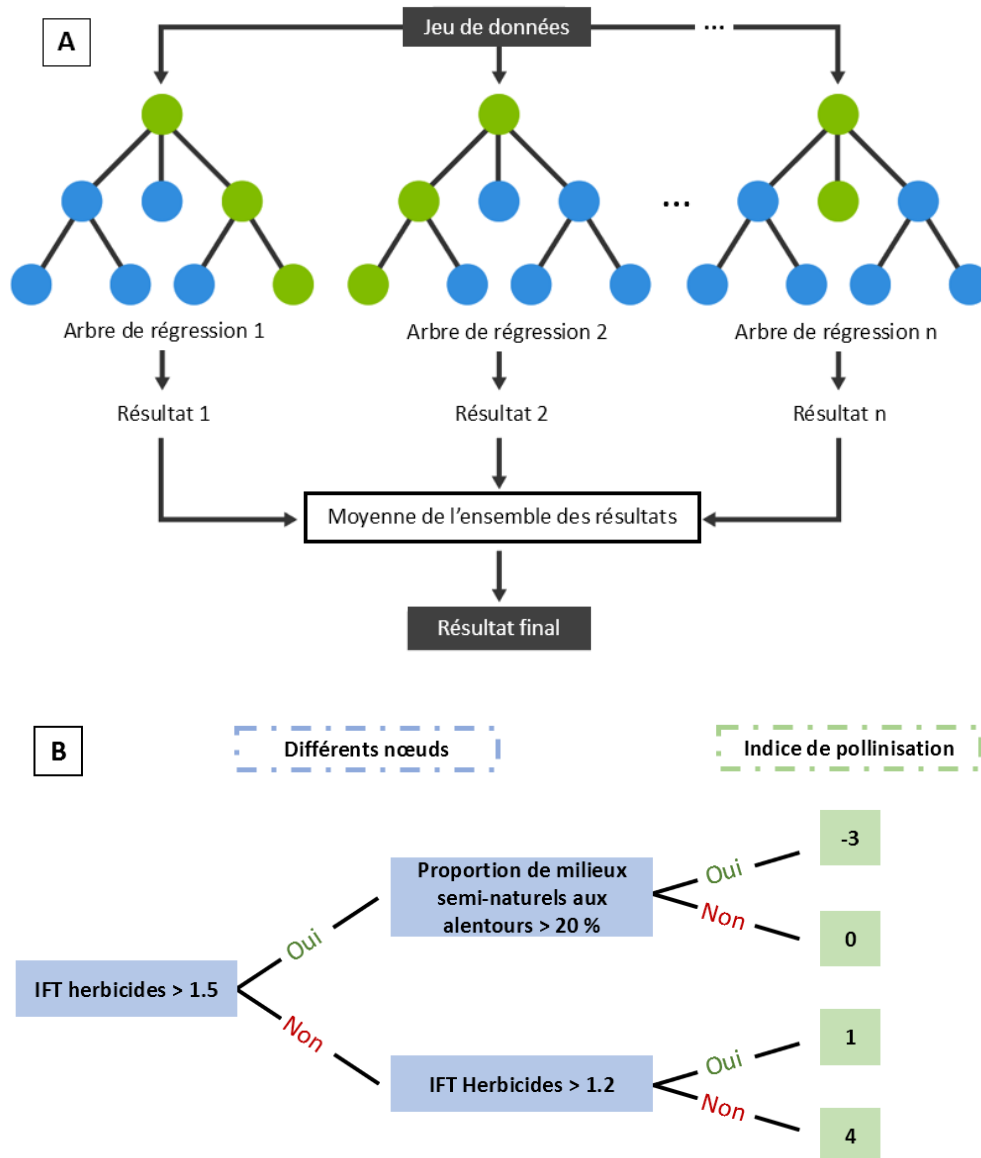 A
Jeu de données
...
...
Arbre de régression 1
Arbre de régression 2
Arbre de régression n
Résultat 1
Résultat 2
Résultat n
Moyenne de l'ensemble des résultats
Résultat final
B
Différents nœuds
Indice de pollinisation
IFT herbicides > 1.5
Oui
Non
Proportion de milieux
semi-naturels aux
alentours > 20 %
Oui
Non
-3
0
IFT Herbicides > 1.2
Oui
Non
1
4